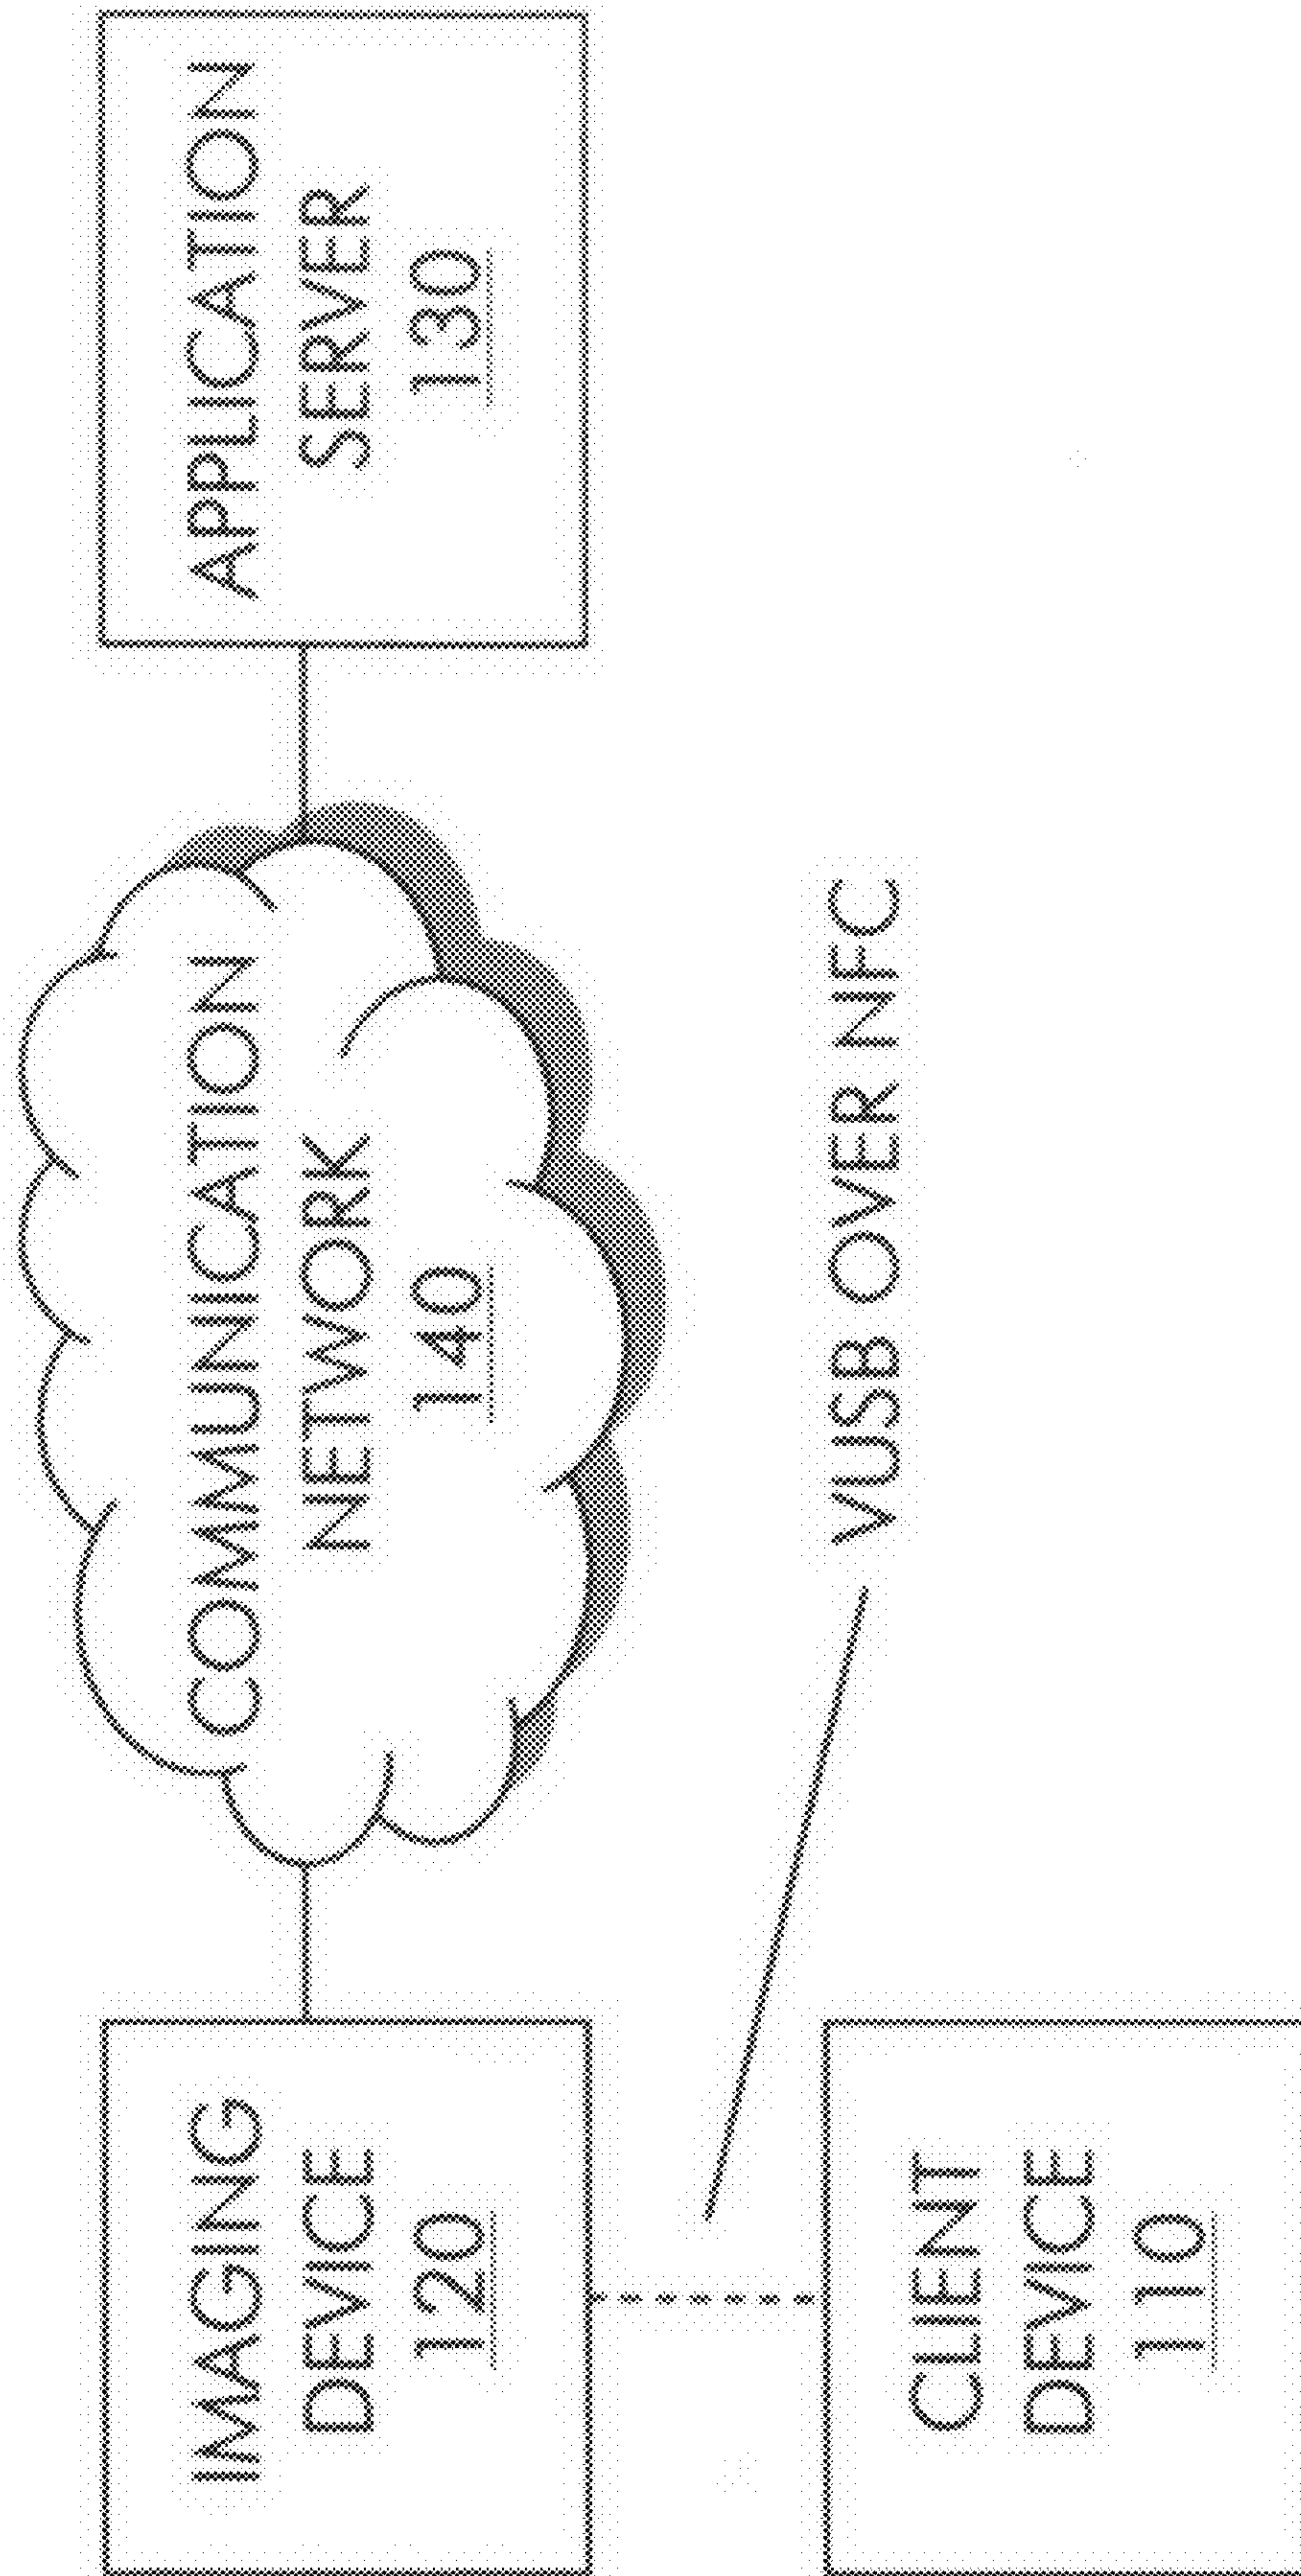 IMAGING
DEVICE
120
COMMUNICATION
NETWORK
140
APPLICATION
SERVER
130
CLIENT
DEVICE
110
VUSB OVER NFC